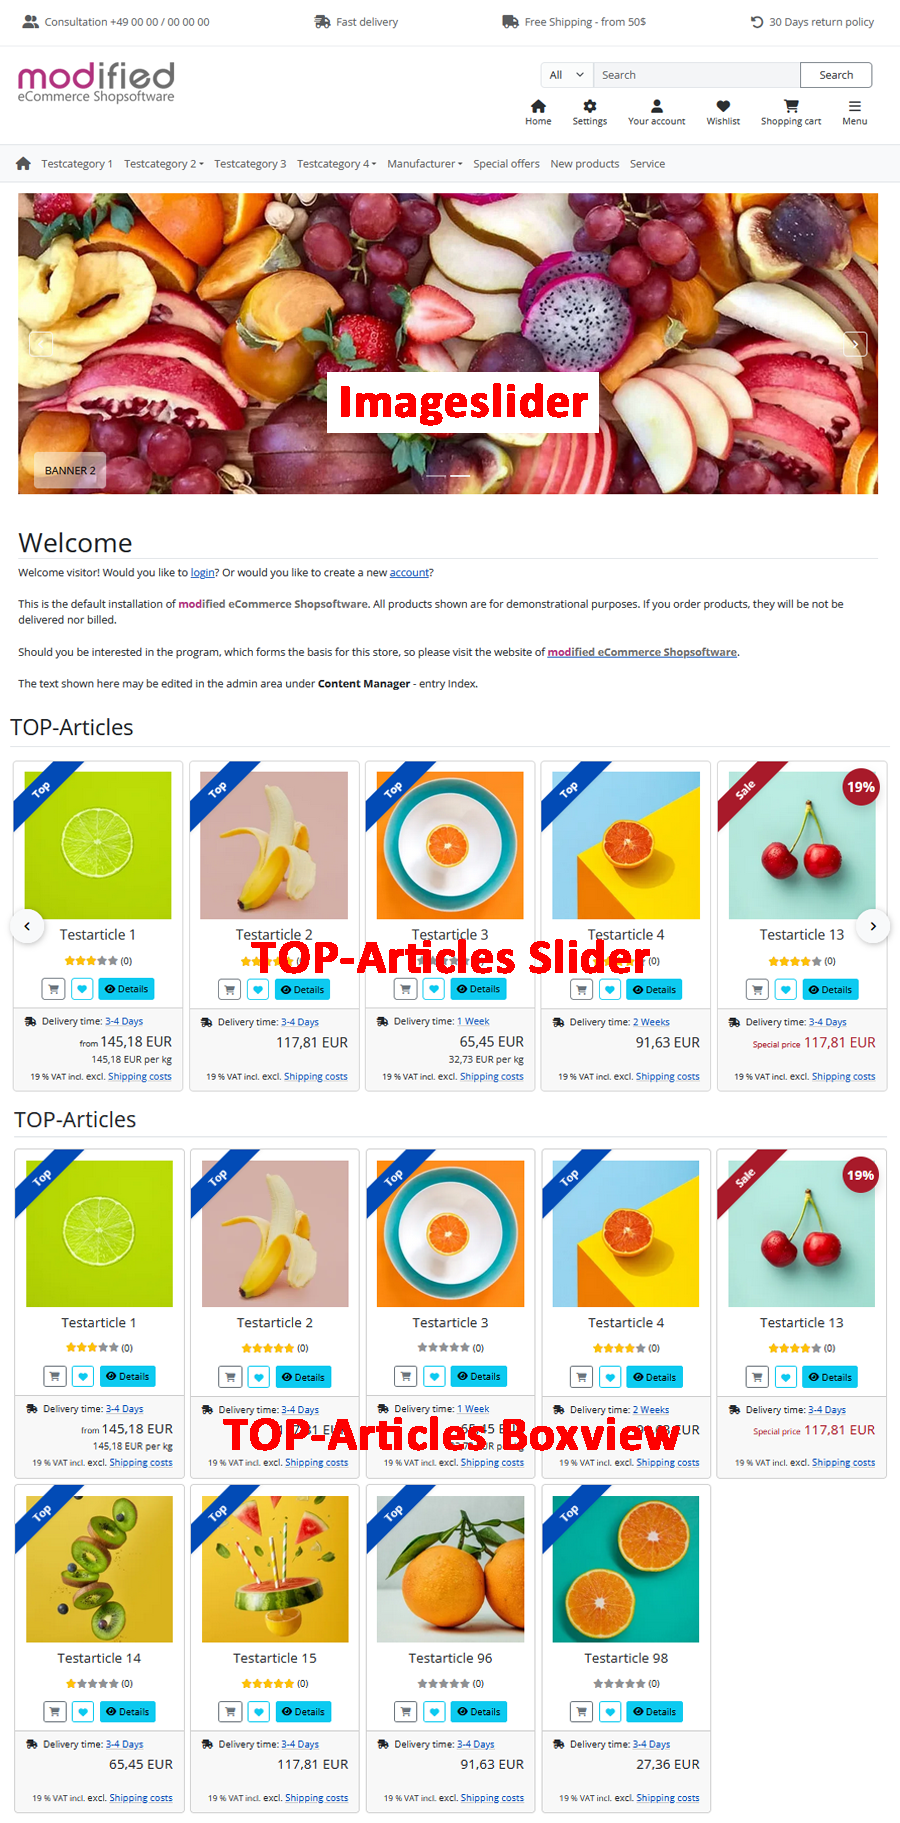 Consultation +49 00 00 / 00 00 00 Fast delivery Free Shipping - from 50$ 30 Days return policy
modified
eCommerce Shopsoftware
All Search Search
Home Settings Your account Wishlist Shopping cart Menu
Testcategory 1 Testcategory 2 Testcategory 3 Testcategory 4 Manufacturer Special offers New products Service
Imageslider
BANNER 2
Welcome
Welcome visitor! Would you like to login? Or would you like to create a new account?
This is the default installation of modified eCommerce Shopsoftware. All products shown are for demonstrational purposes. If you order products, they will be not be
delivered nor billed.
Should you be interested in the program, which forms the basis for this store, so please visit the website of modified eCommerce Shopsoftware.
The text shown here may be edited in the admin area under Content Manager - entry Index.
TOP-Articles
Top Top Top Top Sale 19%
Testarticle 1 Testarticle 2 Testarticle 3 Testarticle 4 Testarticle 13
TOP-Articles Slider
(0) (0) (0)
Details Details Details Details Details
Delivery time: 3-4 Days Delivery time: 3-4 Days Delivery time: 1 Week Delivery time: 2 Weeks Delivery time: 3-4 Days
from 145,18 EUR 117,81 EUR 65,45 EUR 91,63 EUR Special price 117,81 EUR
145,18 EUR per kg 32,73 EUR per kg
19 % VAT incl. excl. Shipping costs 19 % VAT incl. excl. Shipping costs 19 % VAT incl. excl. Shipping costs 19 % VAT incl. excl. Shipping costs 19 % VAT incl. excl. Shipping costs
TOP-Articles
Top Top Top Top Sale 19%
Testarticle 1 Testarticle 2 Testarticle 3 Testarticle 4 Testarticle 13
(0) (0) (0) (0) (0)
Details Details Details Details Details
Delivery time: 3-4 Days Delivery time: 3-4 Days Delivery time: 1 Week Delivery time: 2 Weeks Delivery time: 3-4 Days
from 145,18 EUR EUR EUR EUR Special price 117,81 EUR
TOP-Articles Boxview
145,18 EUR per kg per kg
19 % VAT incl. excl. Shipping costs 19 % VAT incl. excl. Shipping costs 19 % VAT incl. excl. Shipping costs 19 % VAT incl. excl. Shipping costs 19 % VAT incl. excl. Shipping costs
Top Top Top Top
Testarticle 14 Testarticle 15 Testarticle 96 Testarticle 98
(0) (0) (0) (0)
Details Details Details Details
Delivery time: 3-4 Days Delivery time: 3-4 Days Delivery time: 3-4 Days Delivery time: 3-4 Days
65,45 EUR 117,81 EUR 91,63 EUR 27,36 EUR
19 % VAT incl. excl. Shipping costs 19 % VAT incl. excl. Shipping costs 19 % VAT incl. excl. Shipping costs 19 % VAT incl. excl. Shipping costs